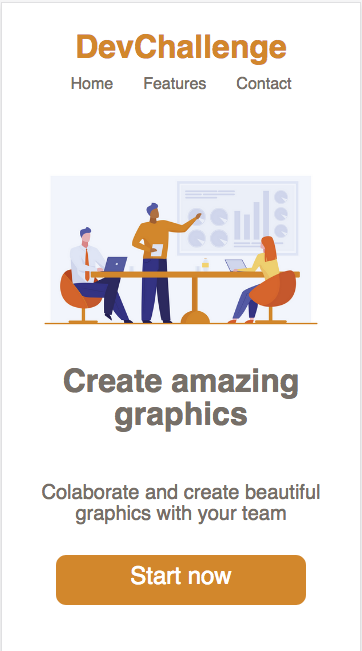 DevChallenge
Home Features Contact
Create amazing
graphics
Colaborate and create beautiful
graphics with your team
Start now